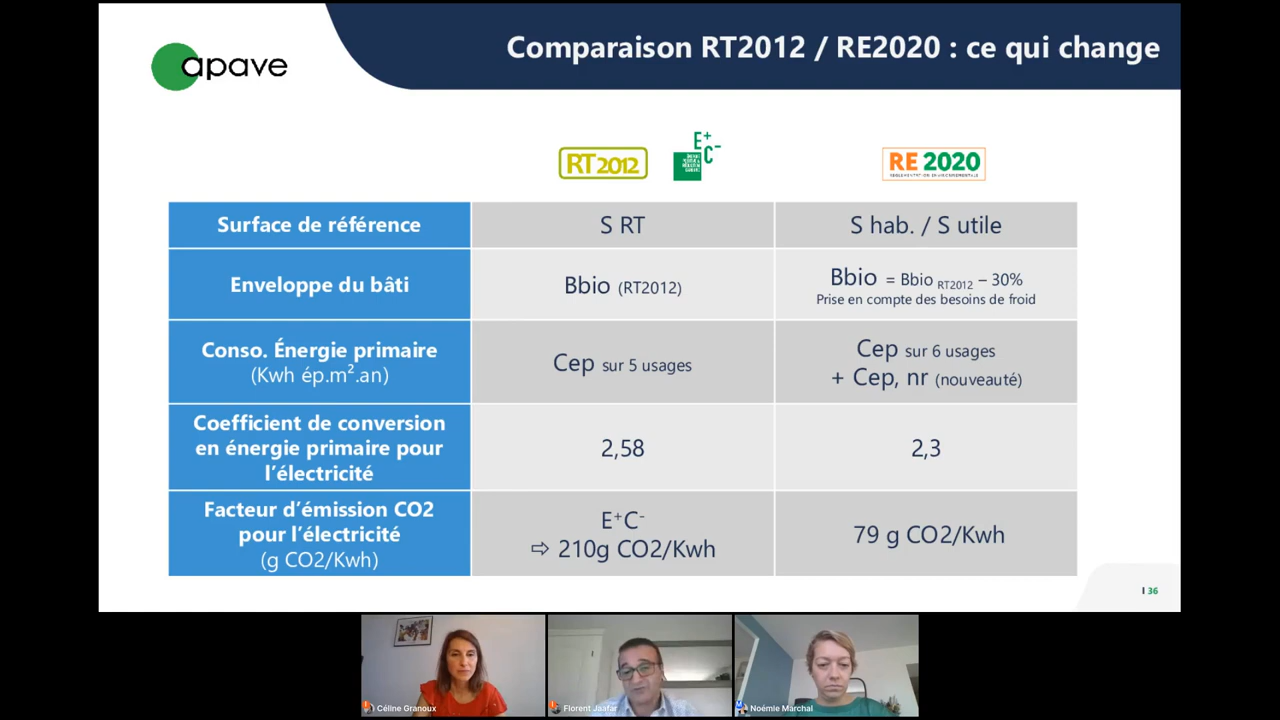 Comparaison RT2012 / RE2020 : ce qui change
apave
E+
C-
RT2012
RE 2020
Surface de référence
S RT
S hab. / S utile
Enveloppe du bâti
Bbio (RT2012)
Bbio = Bbio RT2012 – 30%
Prise en compte des besoins de froid
Conso. Énergie primaire
(Kwh ép.m².an)
Cep sur 5 usages
Cep sur 6 usages
+ Cep, nr (nouveauté)
Coefficient de conversion
en énergie primaire pour
l'électricité
2,58
2,3
Facteur d'émission CO2
pour l'électricité
(g CO2/Kwh)
E⁺C⁻
⇨ 210g CO2/Kwh
79 g CO2/Kwh
I 36
Céline Granoux
Florent Jaafar
Noémie Marchal